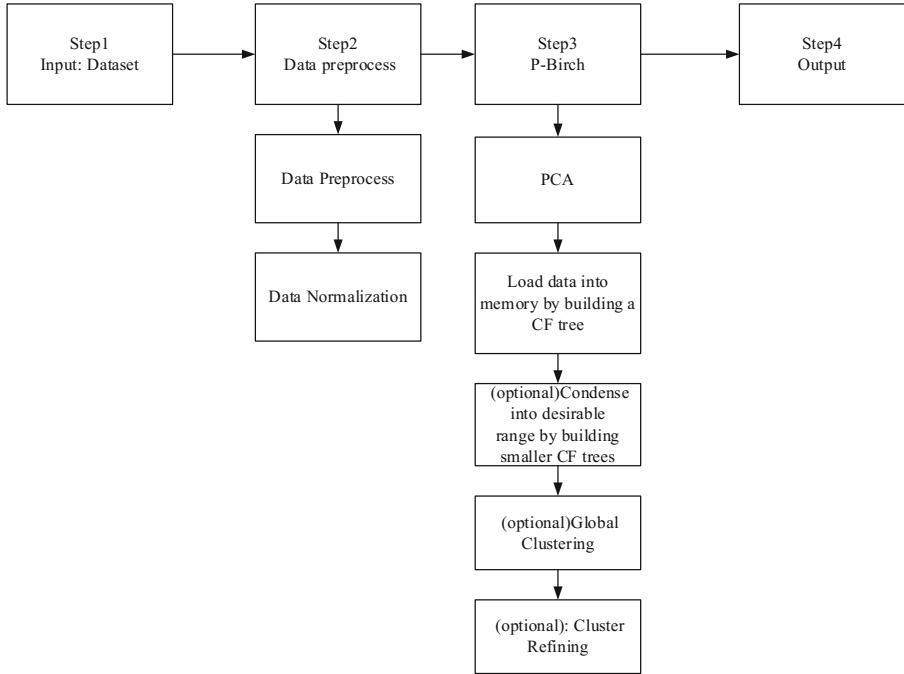 Step1
Input: Dataset
Step2
Data preprocess
Step3
P-Birch
Step4
Output
Data Preprocess
Data Normalization
PCA
Load data into
memory by building a
CF tree
(optional)Condense
into desirable
range by building
smaller CF trees
(optional)Global
Clustering
(optional): Cluster
Refining